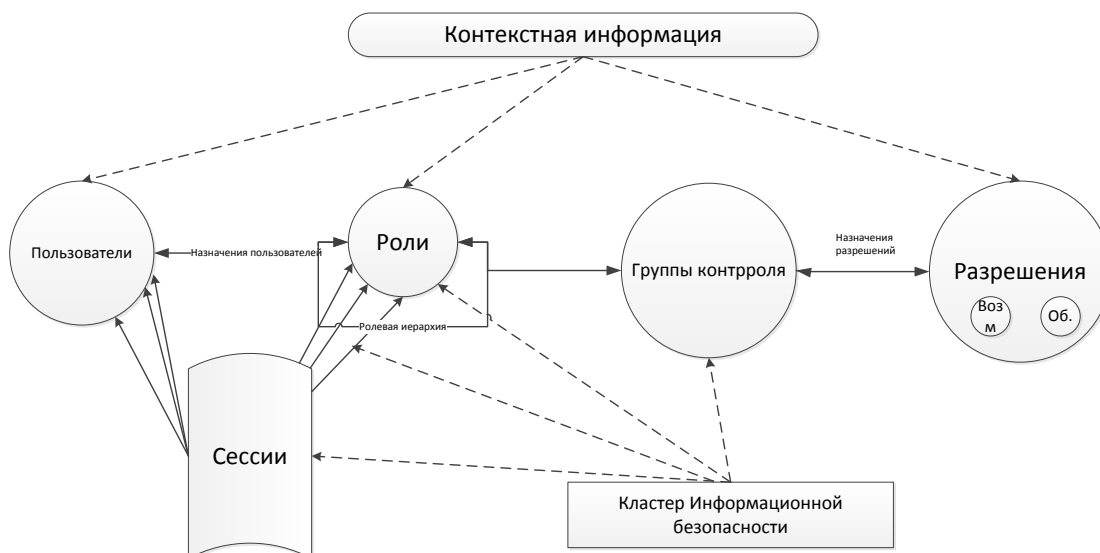 Контекстная информация
Пользователи
Назначения пользователей
Роли
Ролевая иерархия
Группы контрроля
Назначения
разрешений
Разрешения
Воз
м
Об.
Сессии
Кластер Информационной
безопасности